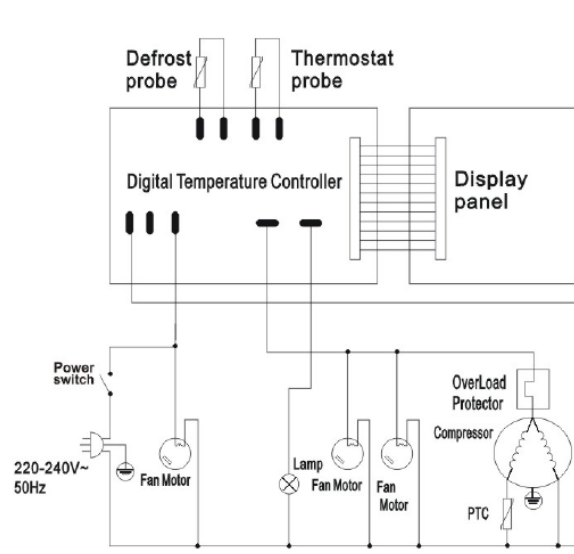 Defrost
probe
Thermostat
probe
Digital Temperature Controller
Display
panel
Power
switch
220-240V~
50Hz
Fan Motor
Lamp
Fan Motor
Fan
Motor
OverLoad
Protector
Compressor
PTC